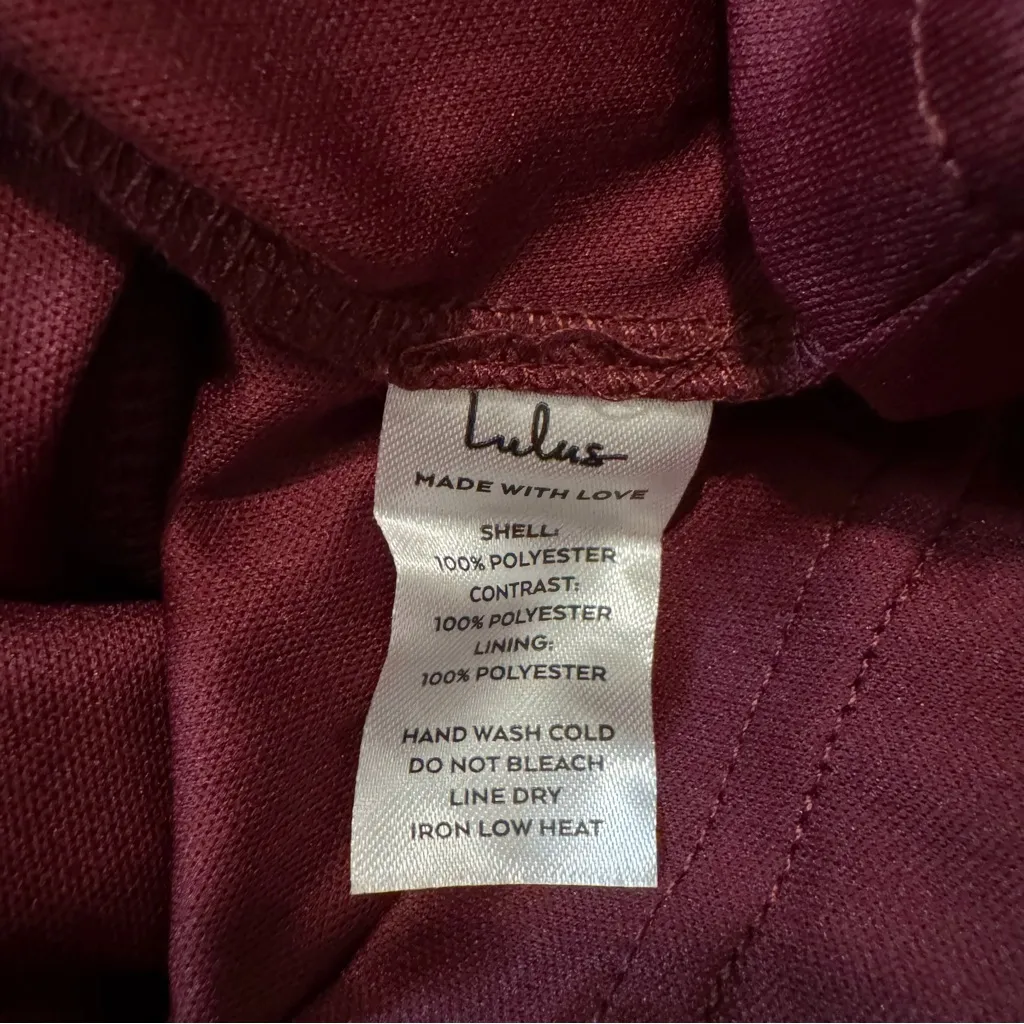 Lulus
MADE WITH LOVE
SHELL:
100% POLYESTER
CONTRAST:
100% POLYESTER
LINING:
100% POLYESTER
HAND WASH COLD
DO NOT BLEACH
LINE DRY
IRON LOW HEAT